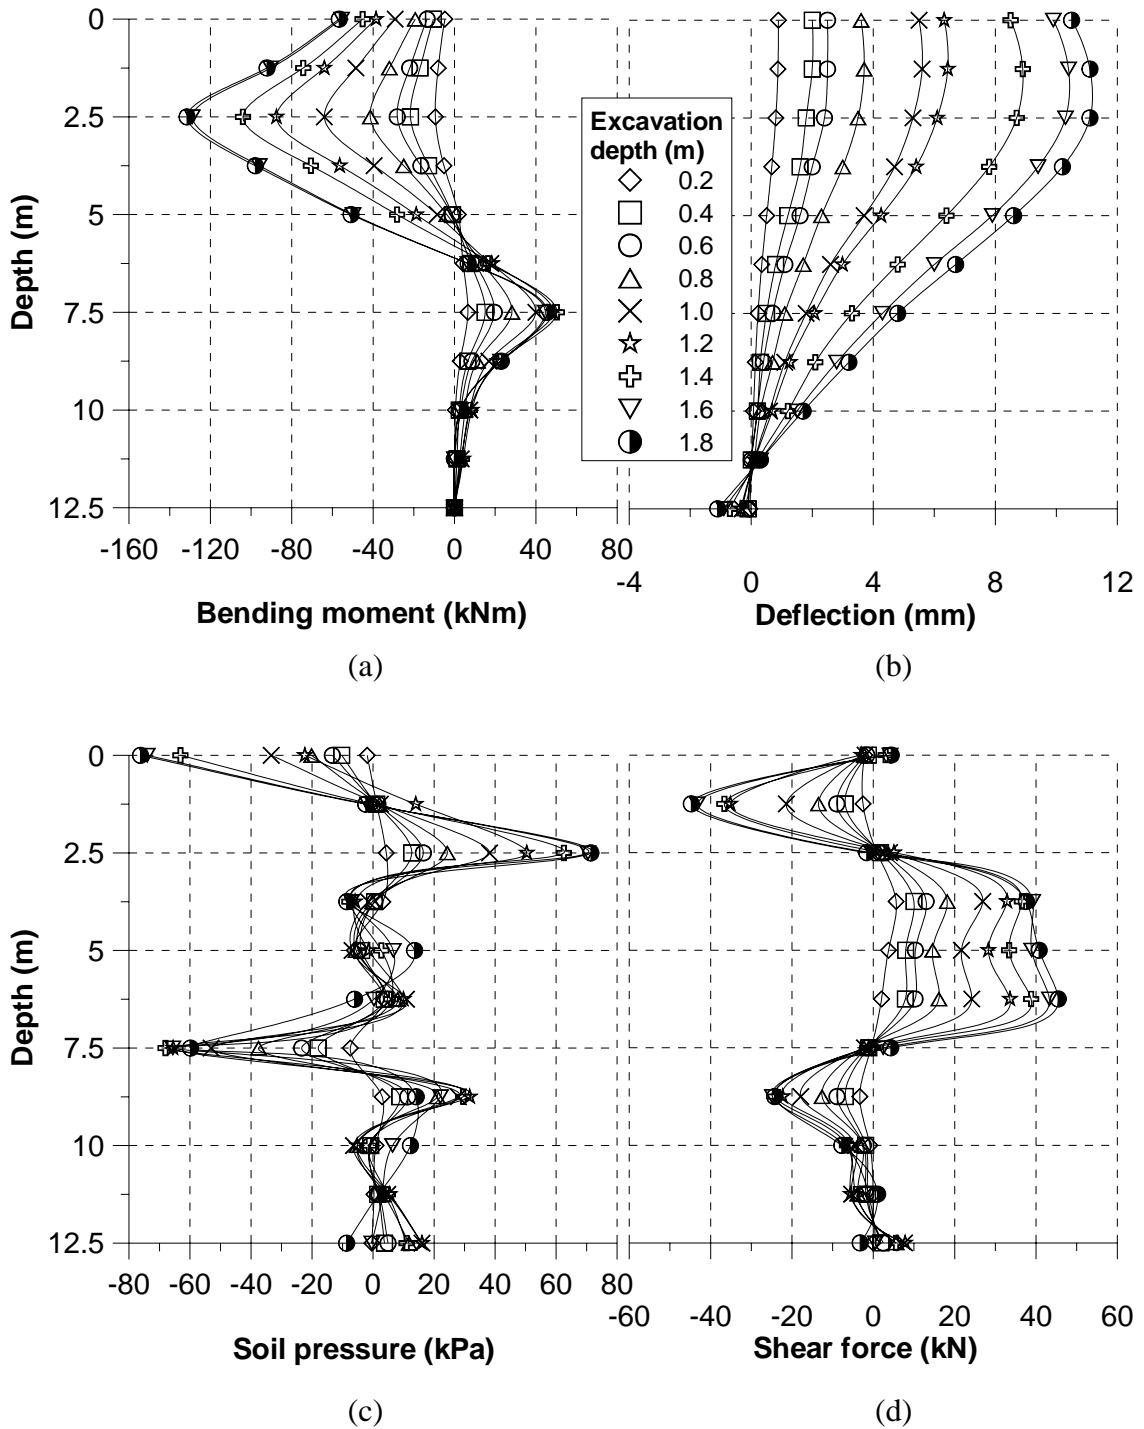 0
2.5
5
7.5
10
12.5
Depth (m)
-160 -120 -80 -40 0 40 80
Bending moment (kNm)
(a)
Excavation
depth (m)
0.2
0.4
0.6
0.8
1.0
1.2
1.4
1.6
1.8
-4 0 4 8 12
Deflection (mm)
(b)
0
2.5
5
7.5
10
12.5
Depth (m)
-80 -60 -40 -20 0 20 40 60 80
Soil pressure (kPa)
(c)
-60 -40 -20 0 20 40 60
Shear force (kN)
(d)